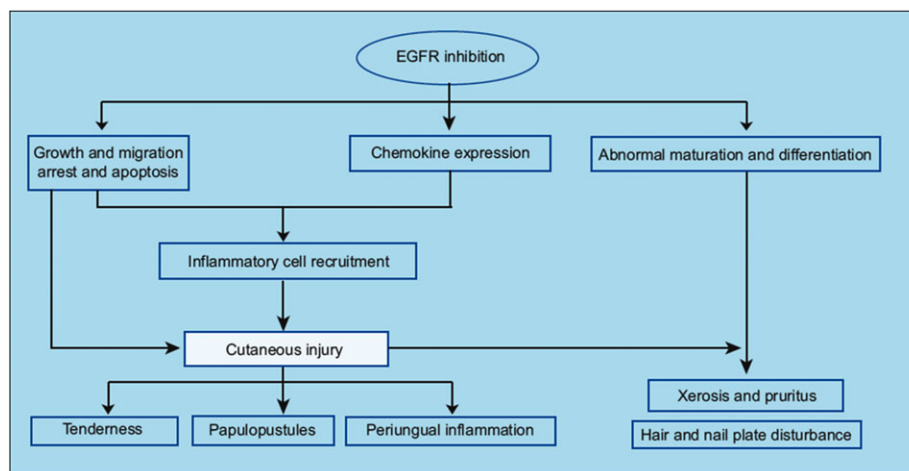 EGFR inhibition
Growth and migration
arrest and apoptosis
Chemokine expression
Abnormal maturation and differentiation
Inflammatory cell recruitment
Cutaneous injury
Xerosis and pruritus
Tenderness
Papulopustules
Periungual inflammation
Hair and nail plate disturbance